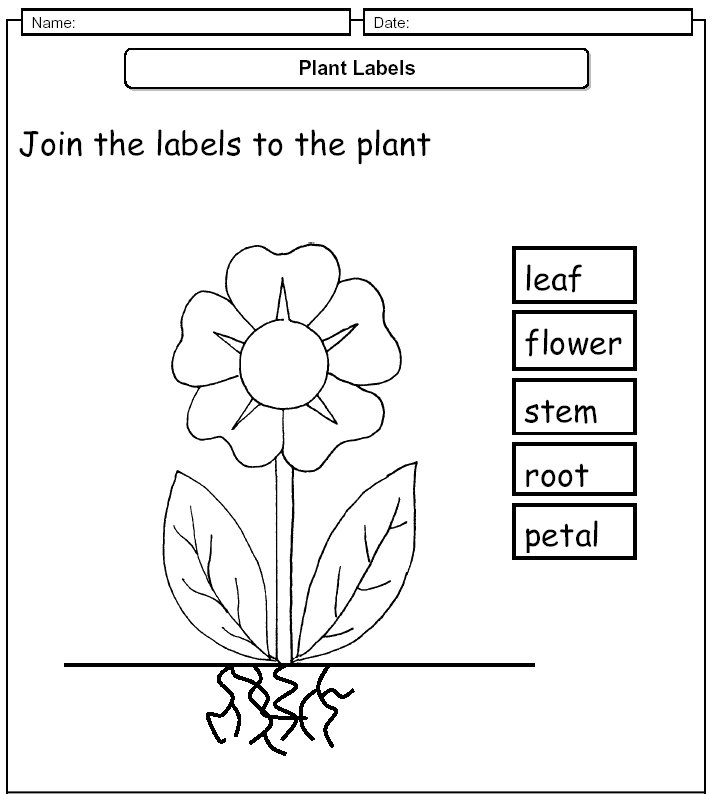 Name:
Date:
Plant Labels
Join the labels to the plant
leaf
flower
stem
root
petal